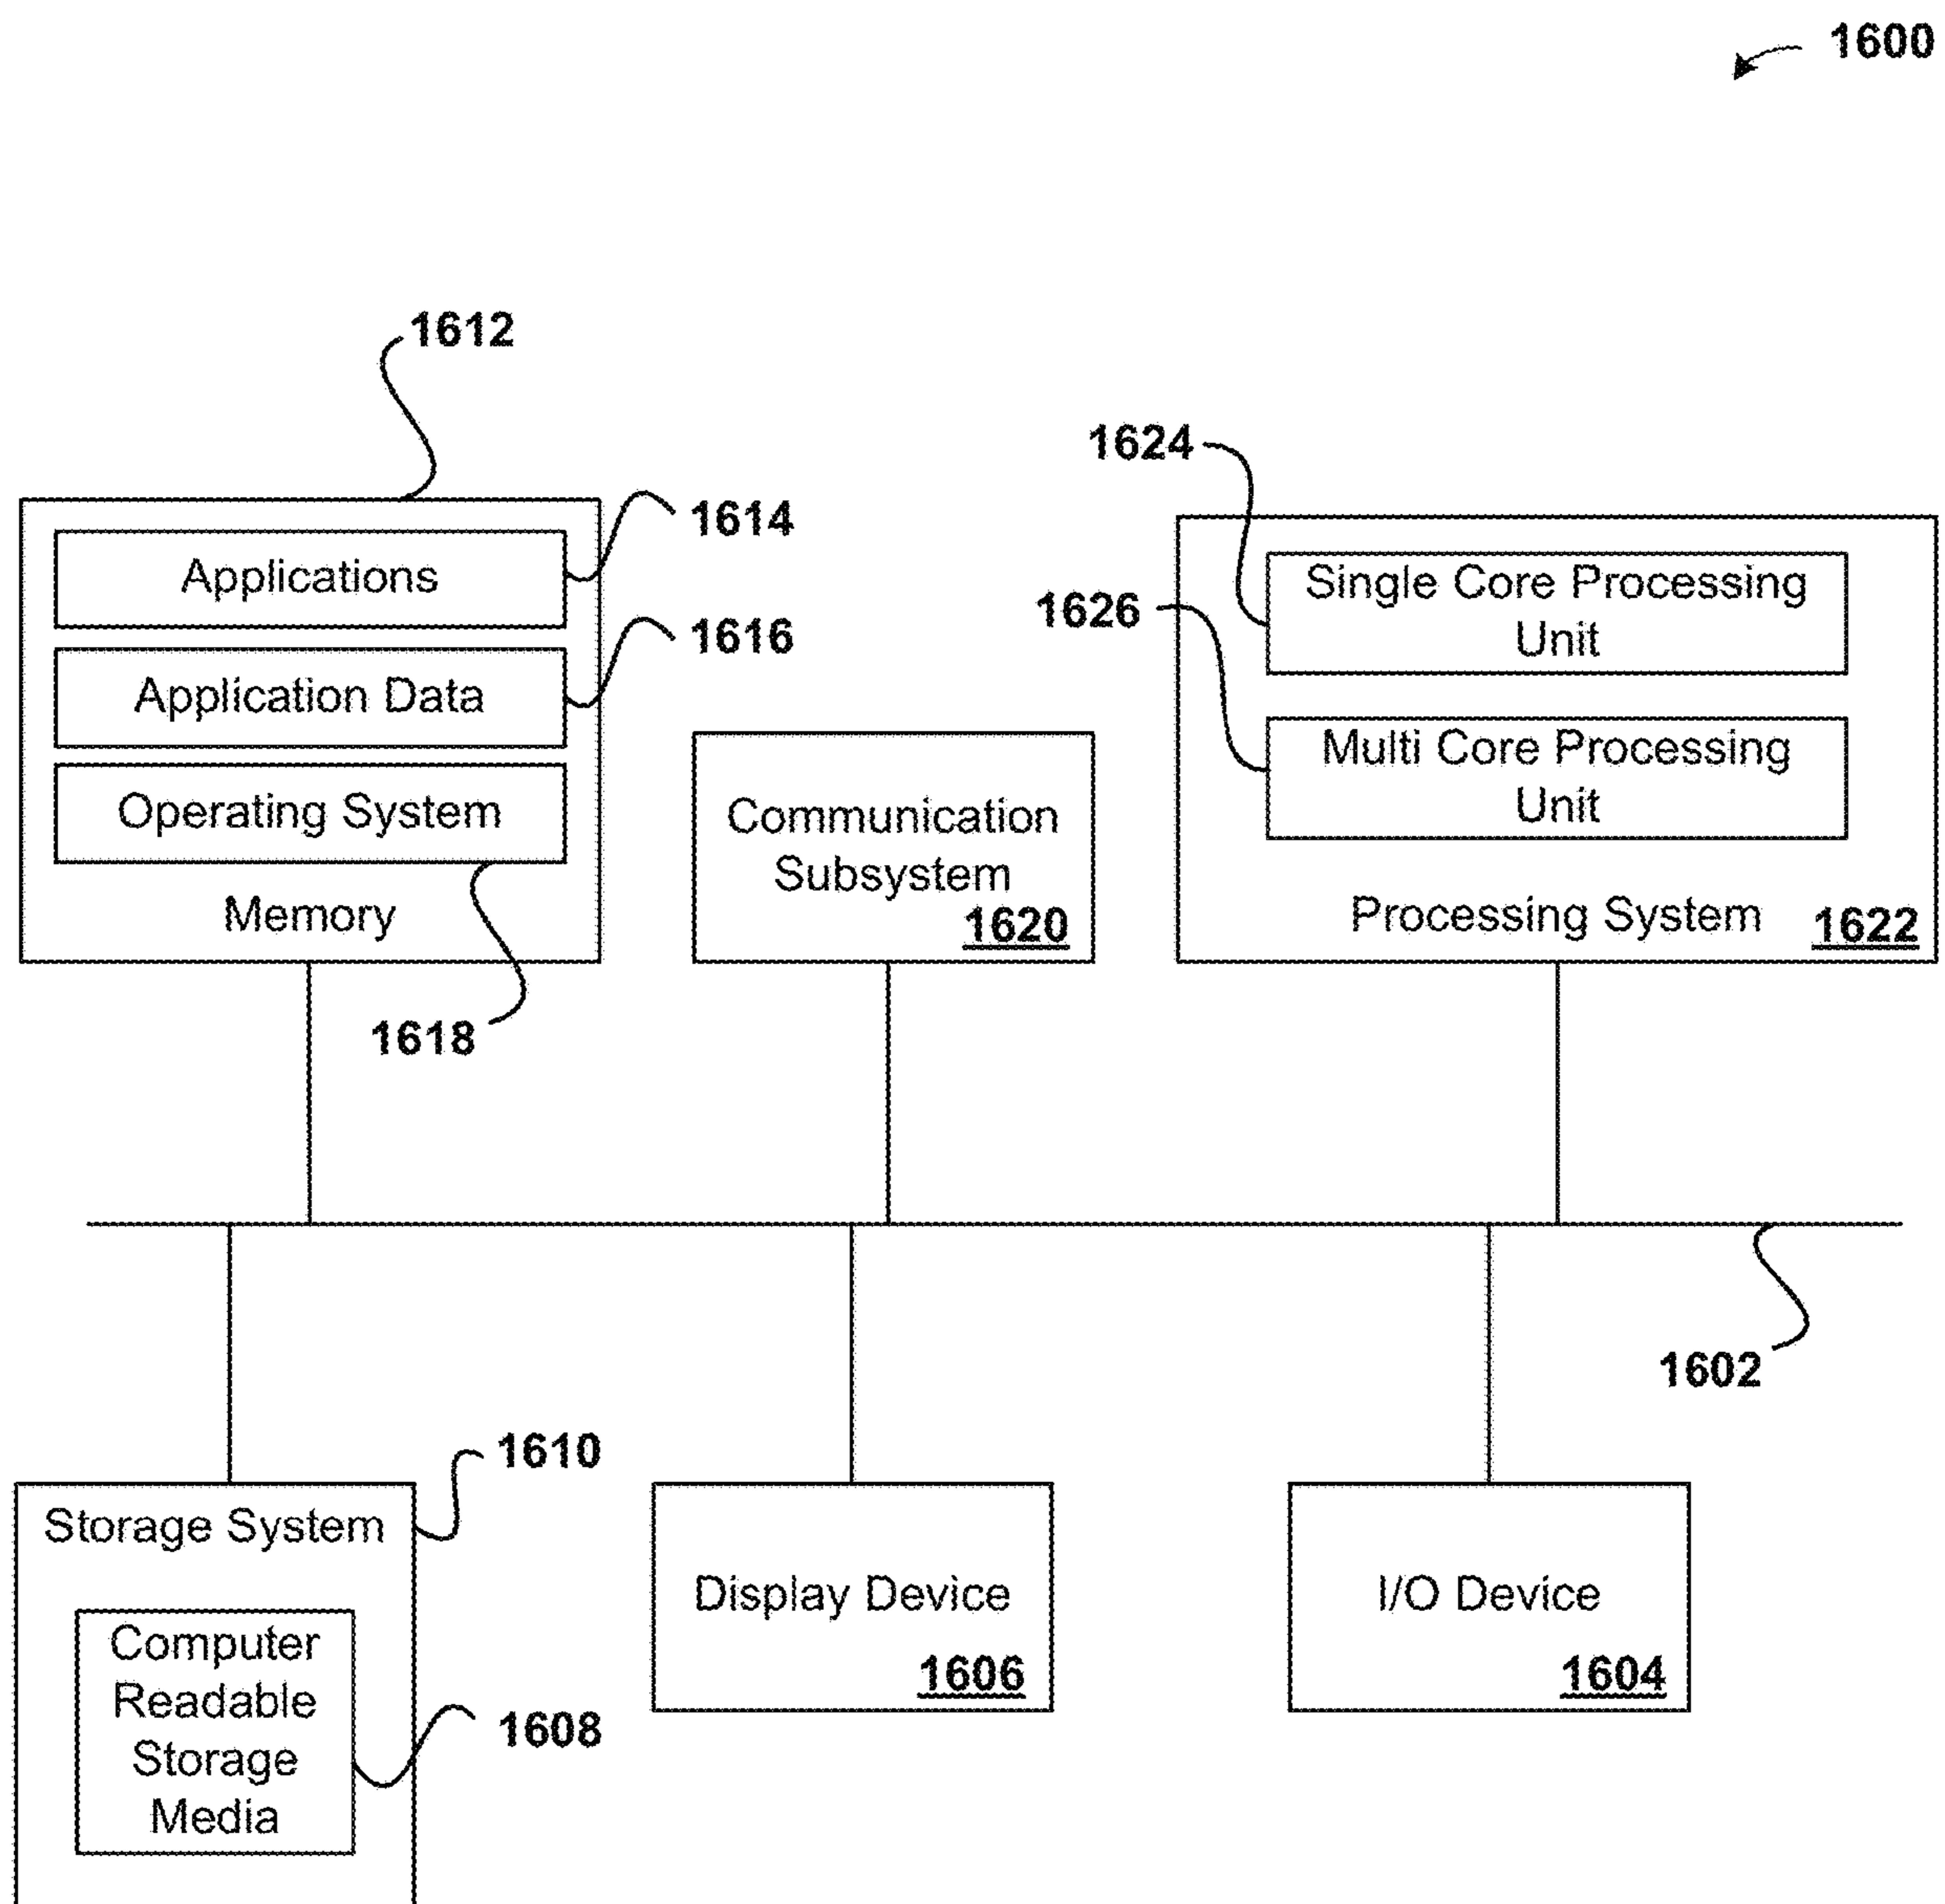 1600
1612
1624
1614
Applications
Single Core Processing
Unit
1626
1616
Application Data
Multi Core Processing
Unit
Operating System
Communication
Subsystem
1620
Memory
Processing System
1622
1618
1602
1610
Storage System
Computer
Readable
Storage
Media
1608
Display Device
1606
I/O Device
1604